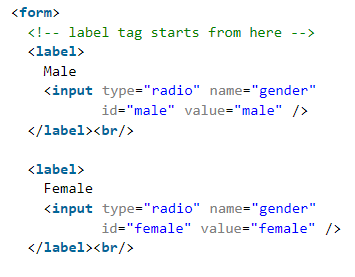 <form>
<!-- label tag starts from here -->
<label>
Male
<input type="radio" name="gender"
id="male" value="male" />
</label><br/>
<label>
Female
<input type="radio" name="gender"
id="female" value="female" />
</label><br/>